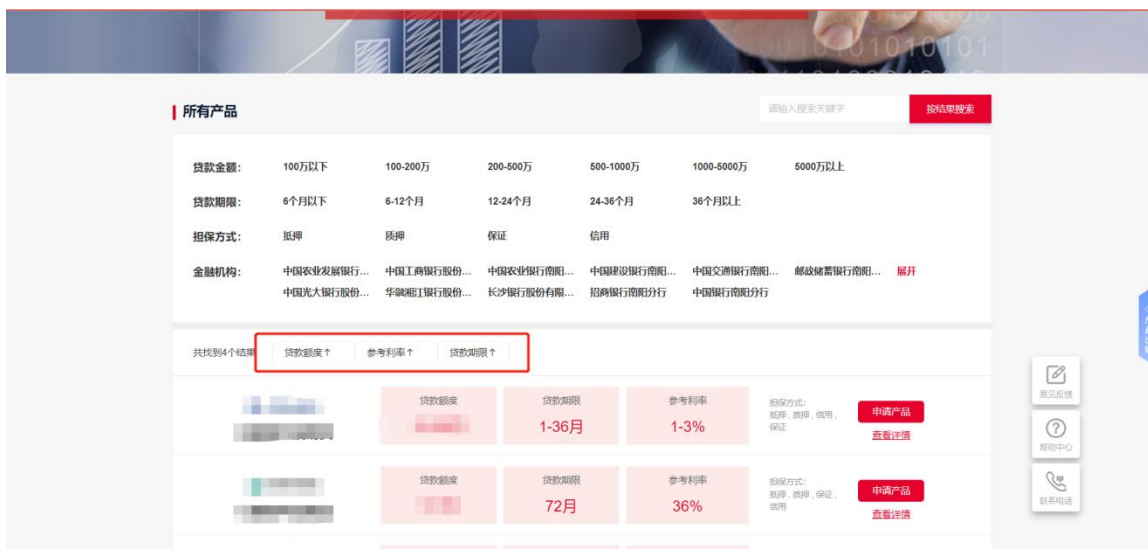 01010101
所有产品
请输入搜索关键字
按结果搜索
贷款金额： 100万以下 100-200万 200-500万 500-1000万 1000-5000万 5000万以上
贷款期限： 6个月以下 6-12个月 12-24个月 24-36个月 36个月以上
担保方式： 抵押 质押 保证 信用
金融机构： 中国农业发展银行... 中国工商银行股份... 中国农业银行南阳... 中国建设银行南阳... 中国交通银行南阳... 邮政储蓄银行南阳... 展开
中国光大银行股份... 华融湘江银行股份... 长沙银行股份有限... 招商银行南阳分行 中国银行南阳分行
共找到4个结果 贷款额度↑ 参考利率↑ 贷款期限↑
贷款额度
贷款期限
1-36月
参考利率
1-3%
担保方式：
抵押 , 质押 , 信用 ,
保证
申请产品
查看详情
贷款额度
贷款期限
72月
参考利率
36%
担保方式：
抵押 , 质押 , 保证 ,
信用
申请产品
查看详情
意见反馈
帮助中心
联系电话